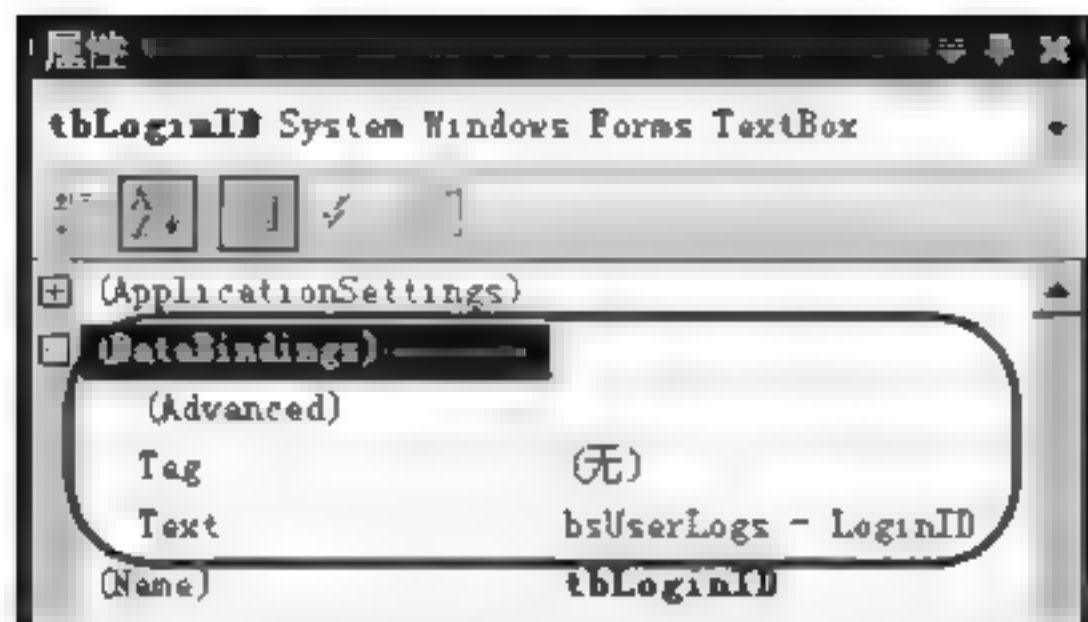 属性
tbLoginID System Windows Forms TextBox
(ApplicationSettings)
(DataBindings)
(Advanced)
Tag (无)
Text bsUserLogs - LoginID
(Name) tbLoginID